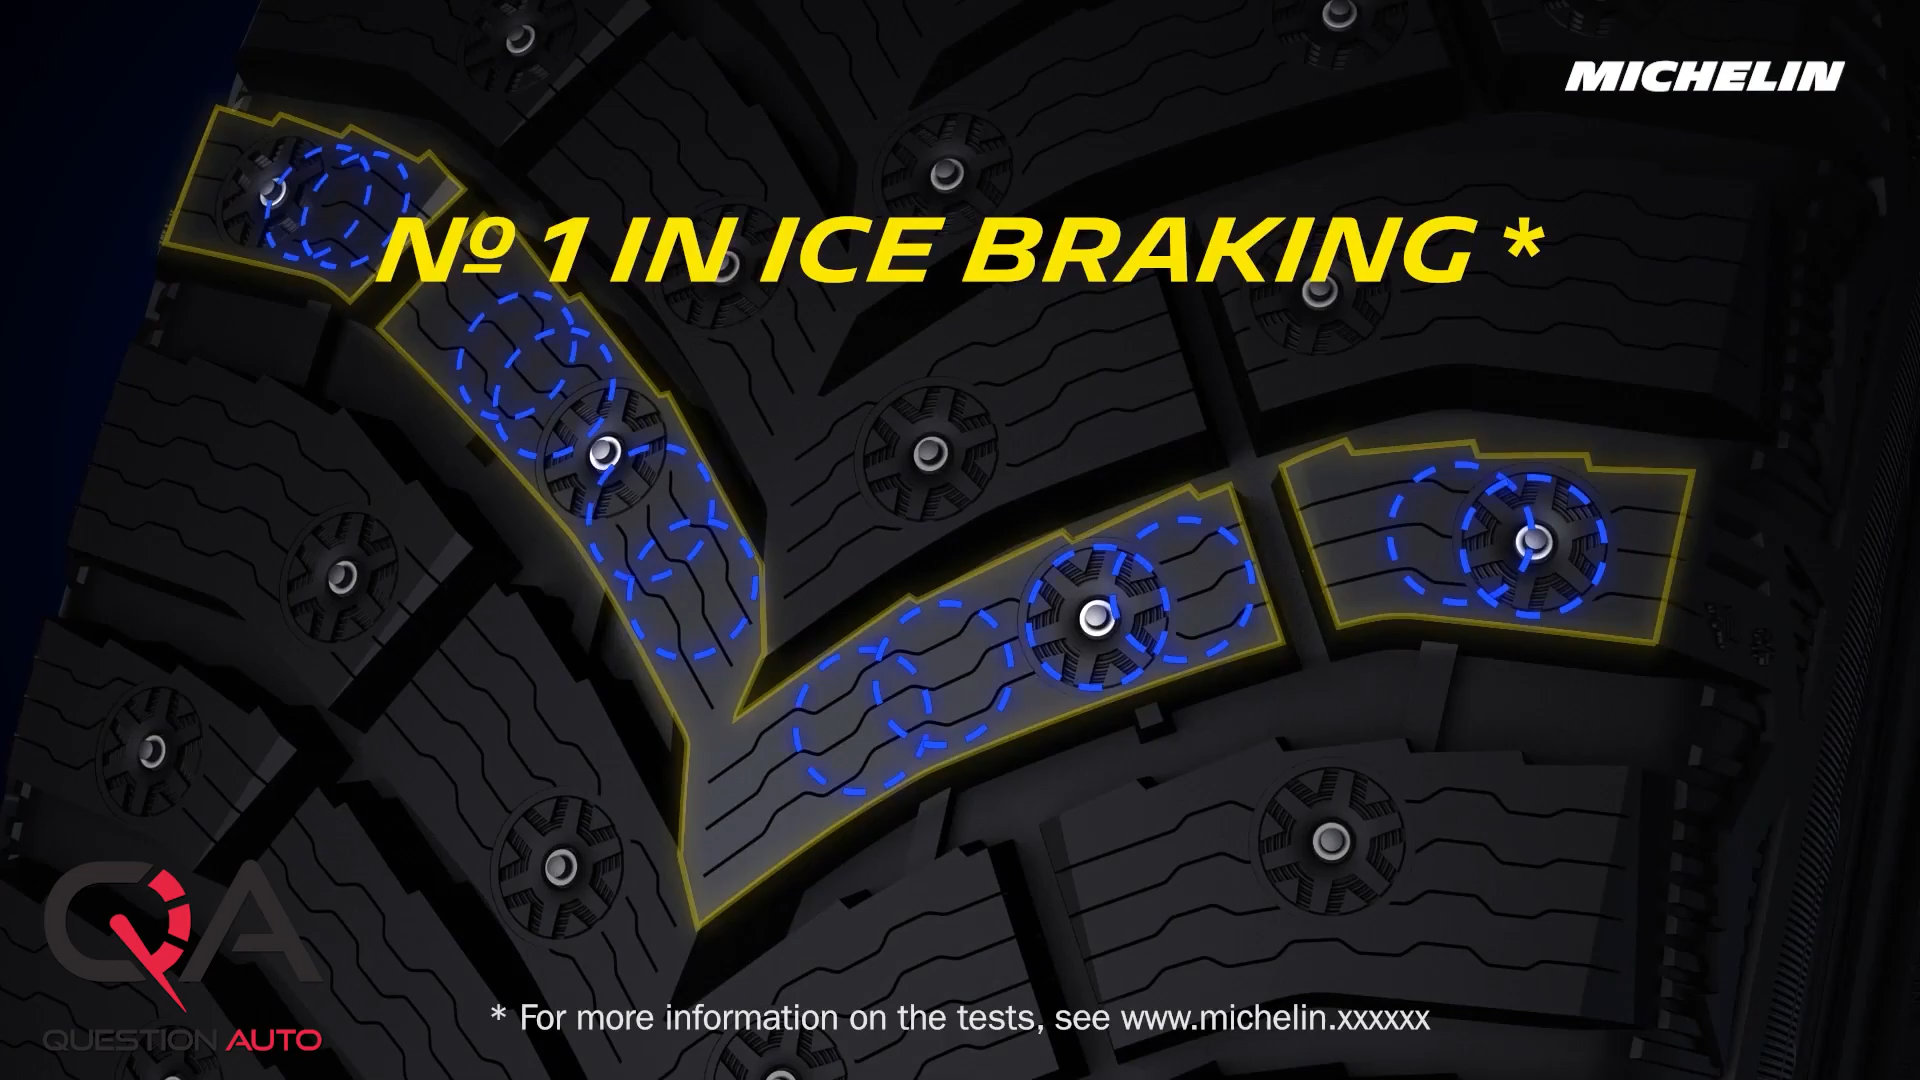 MICHELIN
Nº 1 IN ICE BRAKING *
QA
QUESTION AUTO
* For more information on the tests, see www.michelin.xxxxxx